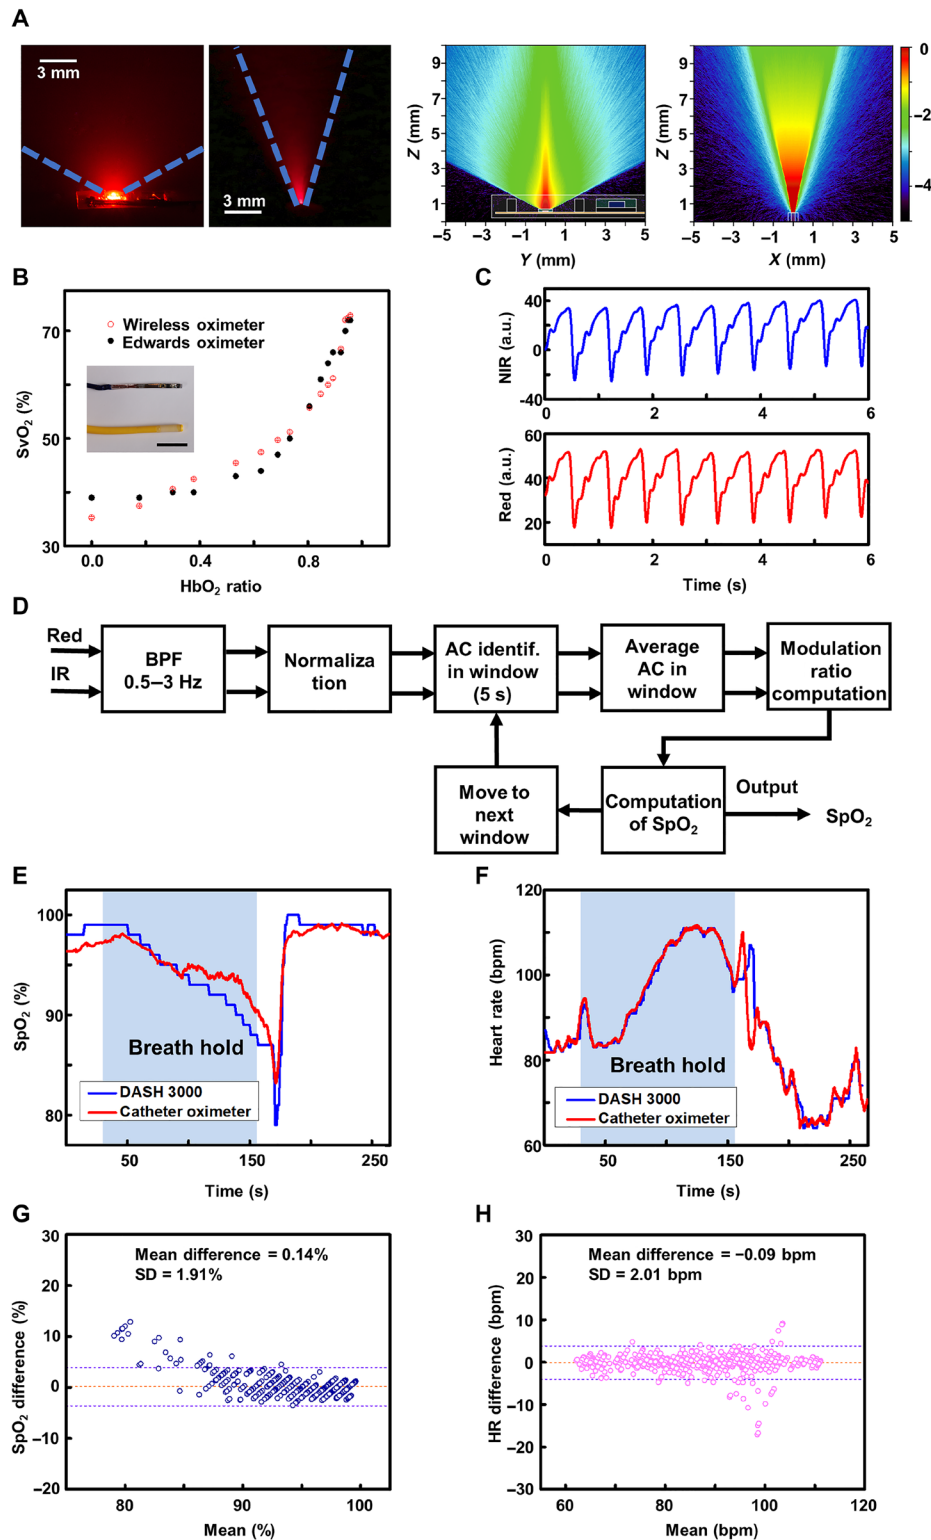 A
3 mm
3 mm
Z (mm)
9
7
5
3
1
−5 −3 −1 1 3 5
Y (mm)
Z (mm)
9
7
5
3
1
−5 −3 −1 1 3 5
X (mm)
0
−2
−4
B
SvO₂ (%)
70
50
30
Wireless oximeter
Edwards oximeter
0.0 0.4 0.8
HbO₂ ratio
C
NIR (a.u.)
40
0
−40
0 2 4 6
Red (a.u.)
60
40
20
0 2 4 6
Time (s)
D
Red
IR
BPF
0.5–3 Hz
Normaliza
tion
AC identif.
in window
(5 s)
Average
AC in
window
Modulation
ratio
computation
Move to
next
window
Computation
of SpO₂
Output
SpO₂
E
SpO₂ (%)
100
90
80
Breath hold
DASH 3000
Catheter oximeter
50 150 250
Time (s)
F
Heart rate (bpm)
120
100
80
60
Breath hold
DASH 3000
Catheter oximeter
50 150 250
Time (s)
G
SpO₂ difference (%)
30
20
10
0
−10
−20
Mean difference = 0.14%
SD = 1.91%
80 90 100
Mean (%)
H
HR difference (bpm)
30
20
10
0
−10
−20
−30
Mean difference = −0.09 bpm
SD = 2.01 bpm
60 80 100 120
Mean (bpm)